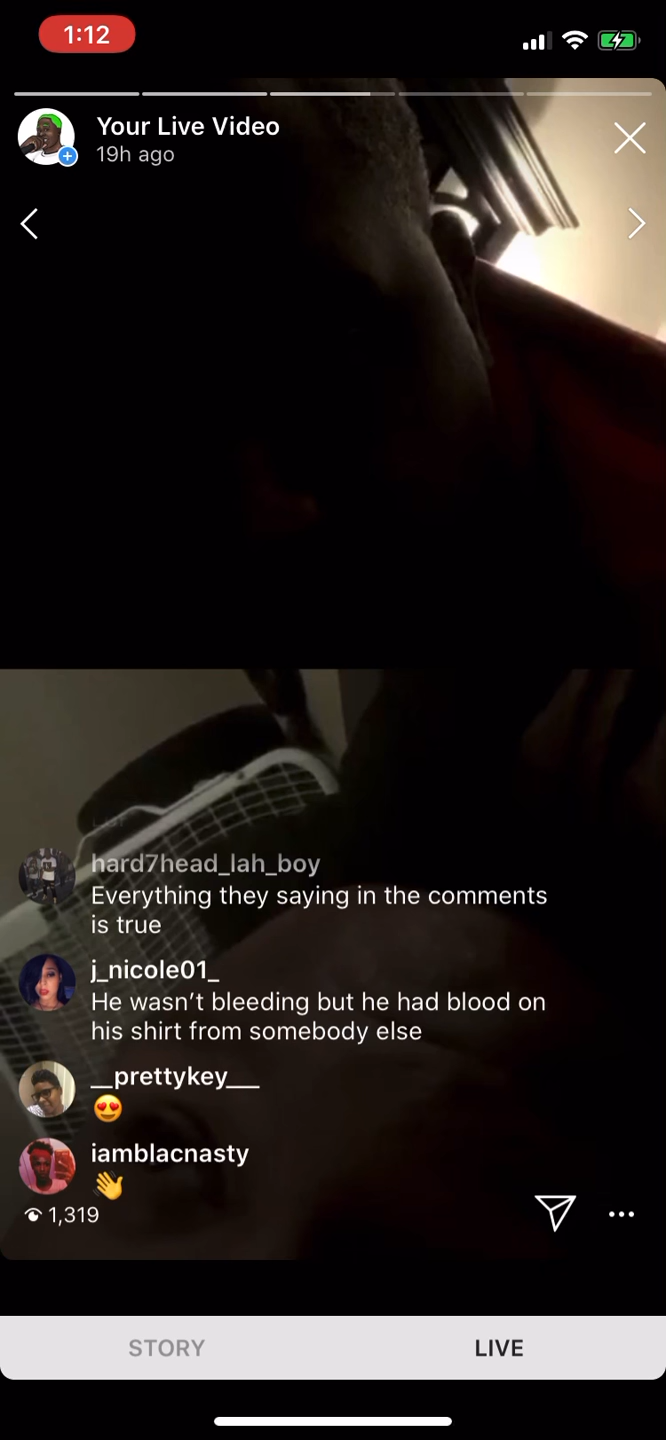 1:12
Your Live Video
19h ago
hard7head_lah_boy
Everything they saying in the comments
is true
j_nicole01_
He wasn’t bleeding but he had blood on
his shirt from somebody else
__prettykey___
😍
iamblacnasty
👋
1,319
STORY
LIVE